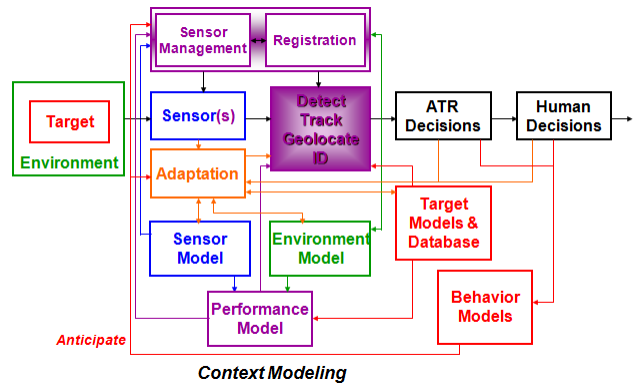 Sensor
Management
Registration
Target
Environment
Sensor(s)
Detect
Track
Geolocate
ID
ATR
Decisions
Human
Decisions
Adaptation
Target
Models &
Database
Sensor
Model
Environment
Model
Performance
Model
Behavior
Models
Anticipate
Context Modeling